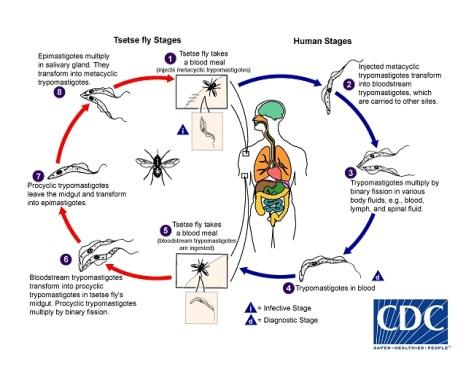 Tsetse fly Stages
Human Stages
1 Tsetse fly takes
a blood meal
(injects metacyclic trypomastigotes)
Injected metacyclic
2 trypomastigotes transform
into bloodstream
trypomastigotes, which
are carried to other sites.
3
Trypomastigotes multiply by
binary fission in various
body fluids, e.g., blood,
lymph, and spinal fluid.
4 Trypomastigotes in blood
d
5 Tsetse fly takes
a blood meal
(bloodstream trypomastigotes
are ingested)
6
Bloodstream trypomastigotes
transform into procyclic
trypomastigotes in tsetse fly's
midgut. Procyclic trypomastigotes
multiply by binary fission.
7
Procyclic trypomastigotes
leave the midgut and transform
into epimastigotes.
Epimastigotes multiply
in salivary gland. They
transform into metacyclic
trypomastigotes.
8
i
i = Infective Stage
d = Diagnostic Stage
CDC
SAFER·HEALTHIER·PEOPLE™